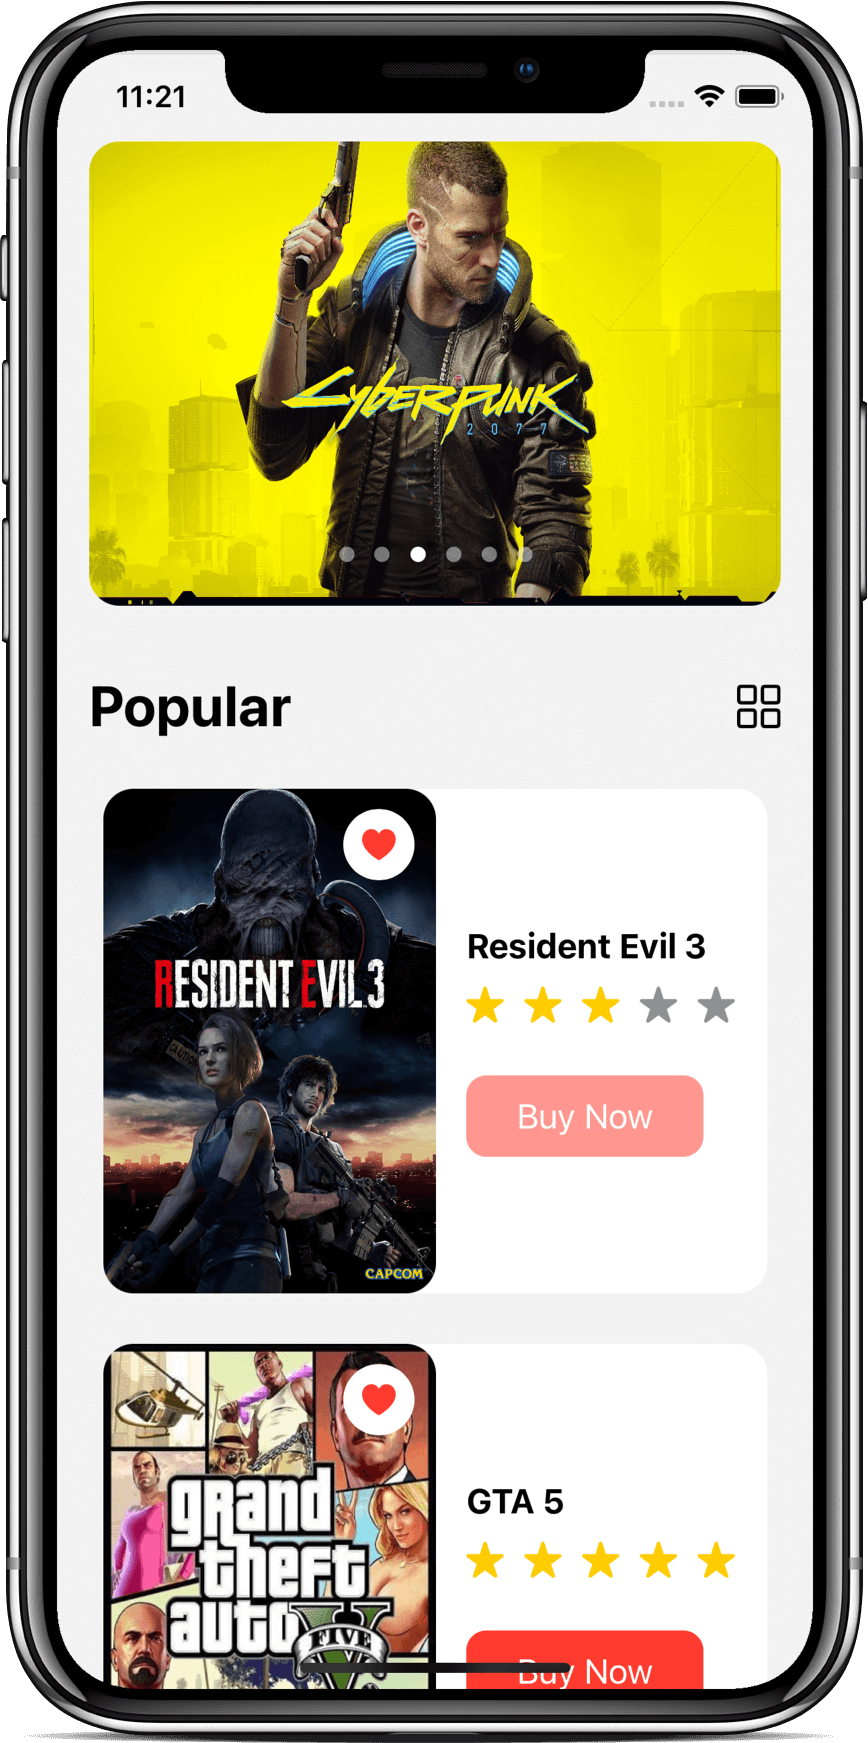 11:21
Cyberpunk
2077
Popular
RESIDENT EVIL 3
CAUTION
CAPCOM
Resident Evil 3
Buy Now
grand
theft
auto V
FIVE
GTA 5
Buy Now